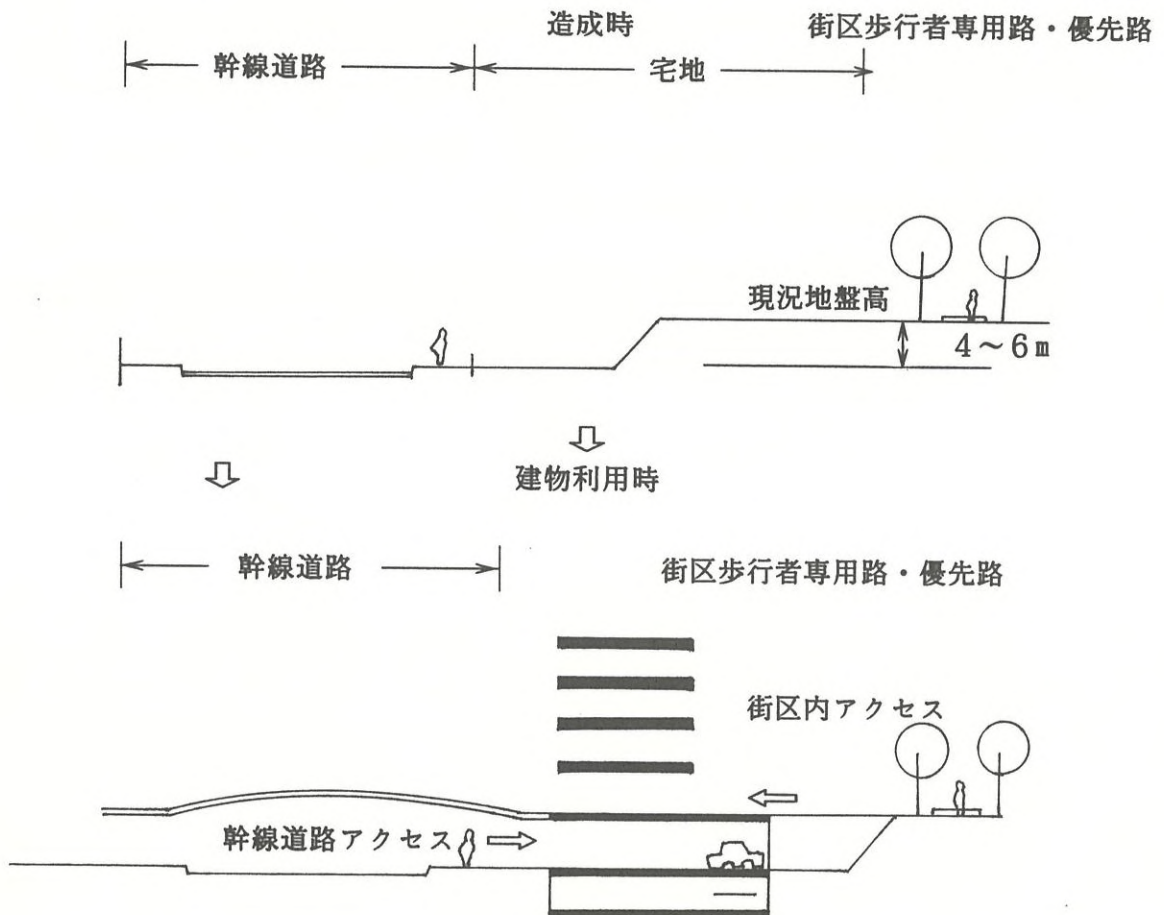 造成時
街区歩行者専用路・優先路
幹線道路
宅地
現況地盤高
4～6m
建物利用時
幹線道路
街区歩行者専用路・優先路
街区内アクセス
幹線道路アクセス